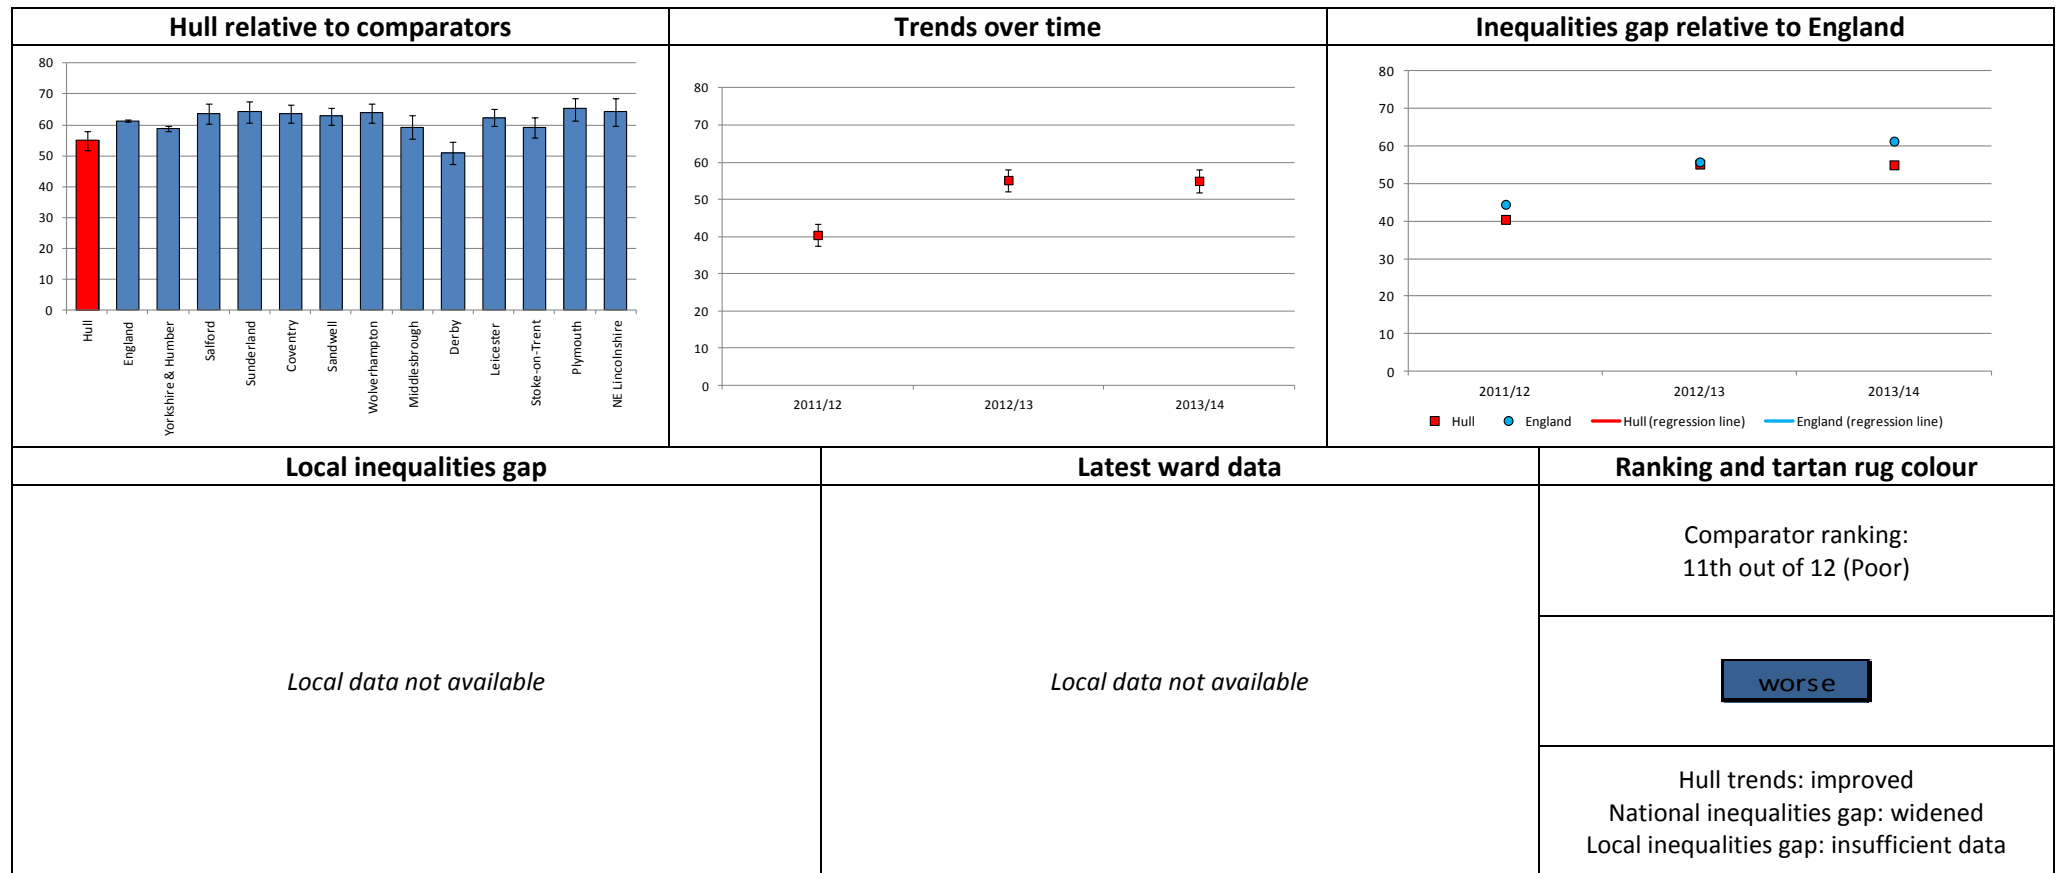 Hull relative to comparators
Trends over time
Inequalities gap relative to England
80
70
60
50
40
30
20
10
0
Hull
England
Yorkshire & Humber
Salford
Sunderland
Coventry
Sandwell
Wolverhampton
Middlesbrough
Derby
Leicester
Stoke-on-Trent
Plymouth
NE Lincolnshire
80
70
60
50
40
30
20
10
0
2011/12
2012/13
2013/14
80
70
60
50
40
30
20
10
0
2011/12
2012/13
2013/14
Hull
England
Hull (regression line)
England (regression line)
Local inequalities gap
Latest ward data
Ranking and tartan rug colour
Local data not available
Local data not available
Comparator ranking:
11th out of 12 (Poor)
worse
Hull trends: improved
National inequalities gap: widened
Local inequalities gap: insufficient data